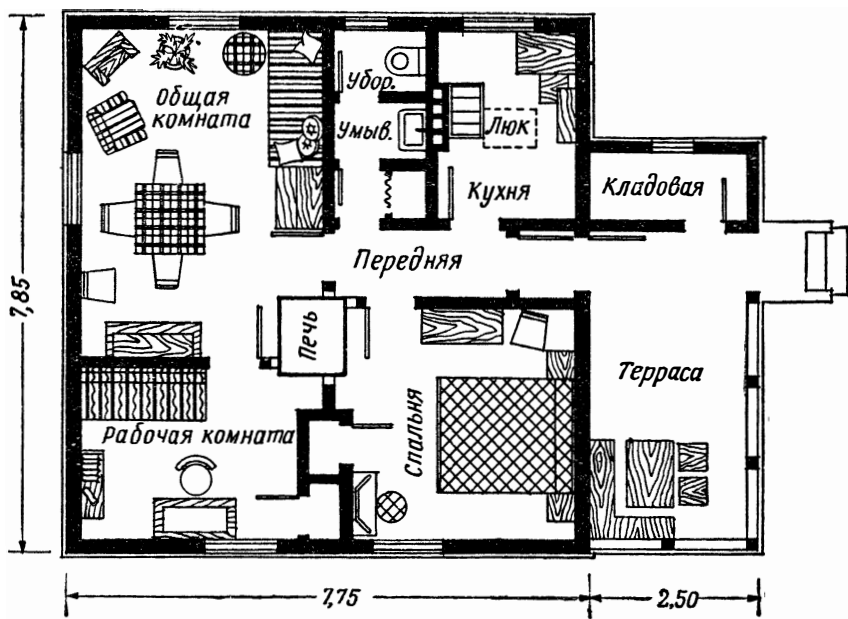 Общая
комната
Убор.
Умыв.
Люк
Кухня
Кладовая
Передняя
7,85
Печь
Терраса
Спальня
Рабочая комната
7,75
2,50